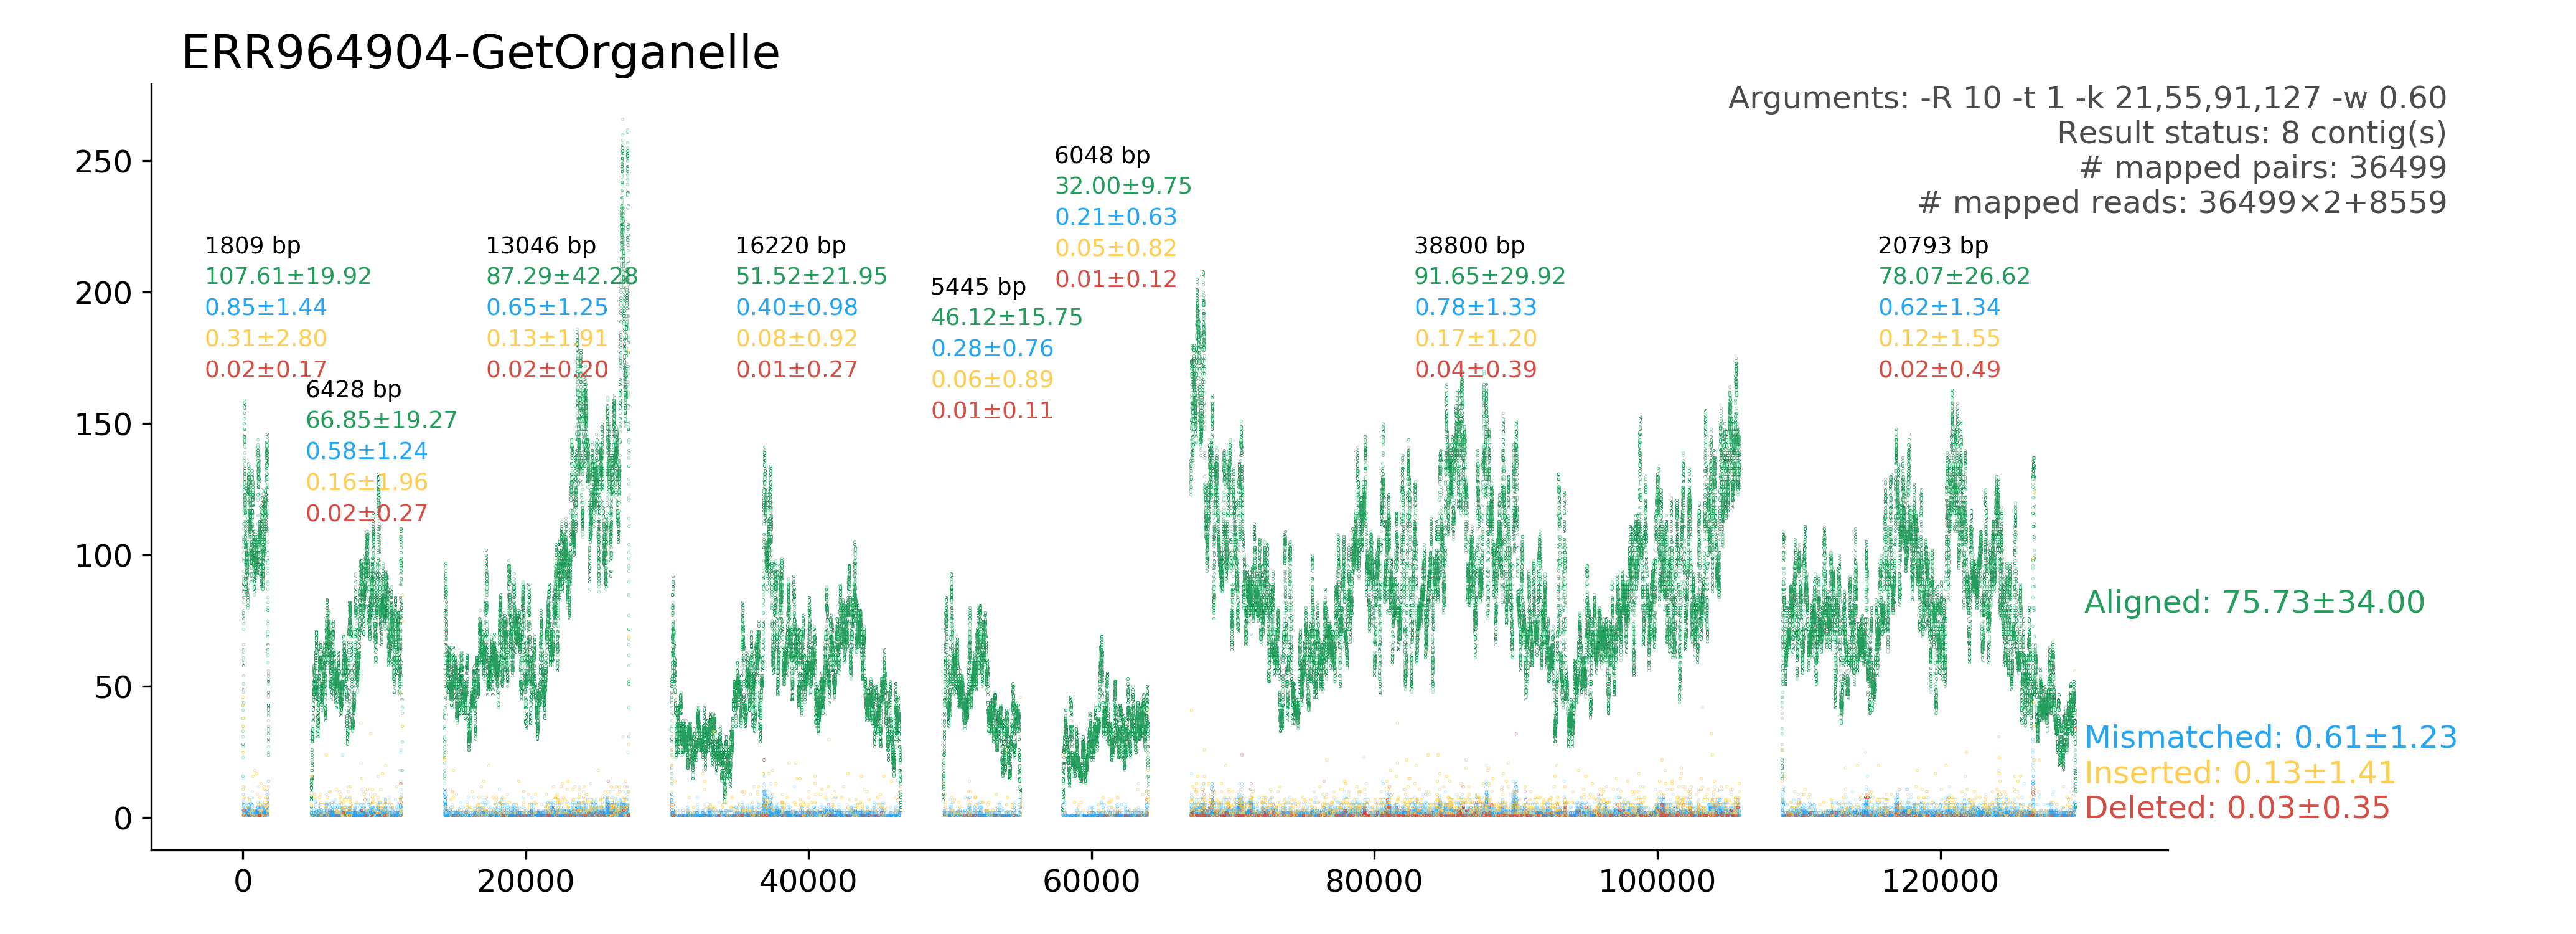 ERR964904-GetOrganelle
Arguments: -R 10 -t 1 -k 21,55,91,127 -w 0.60
Result status: 8 contig(s)
# mapped pairs: 36499
# mapped reads: 36499×2+8559
250
200
150
100
50
0
1809 bp
107.61±19.92
0.85±1.44
0.31±2.80
0.02±0.17
6428 bp
66.85±19.27
0.58±1.24
0.16±1.96
0.02±0.27
13046 bp
87.29±42.28
0.65±1.25
0.13±1.91
0.02±0.20
16220 bp
51.52±21.95
0.40±0.98
0.08±0.92
0.01±0.27
5445 bp
46.12±15.75
0.28±0.76
0.06±0.89
0.01±0.11
6048 bp
32.00±9.75
0.21±0.63
0.05±0.82
0.01±0.12
38800 bp
91.65±29.92
0.78±1.33
0.17±1.20
0.04±0.39
20793 bp
78.07±26.62
0.62±1.34
0.12±1.55
0.02±0.49
Aligned: 75.73±34.00
Mismatched: 0.61±1.23
Inserted: 0.13±1.41
Deleted: 0.03±0.35
0 20000 40000 60000 80000 100000 120000